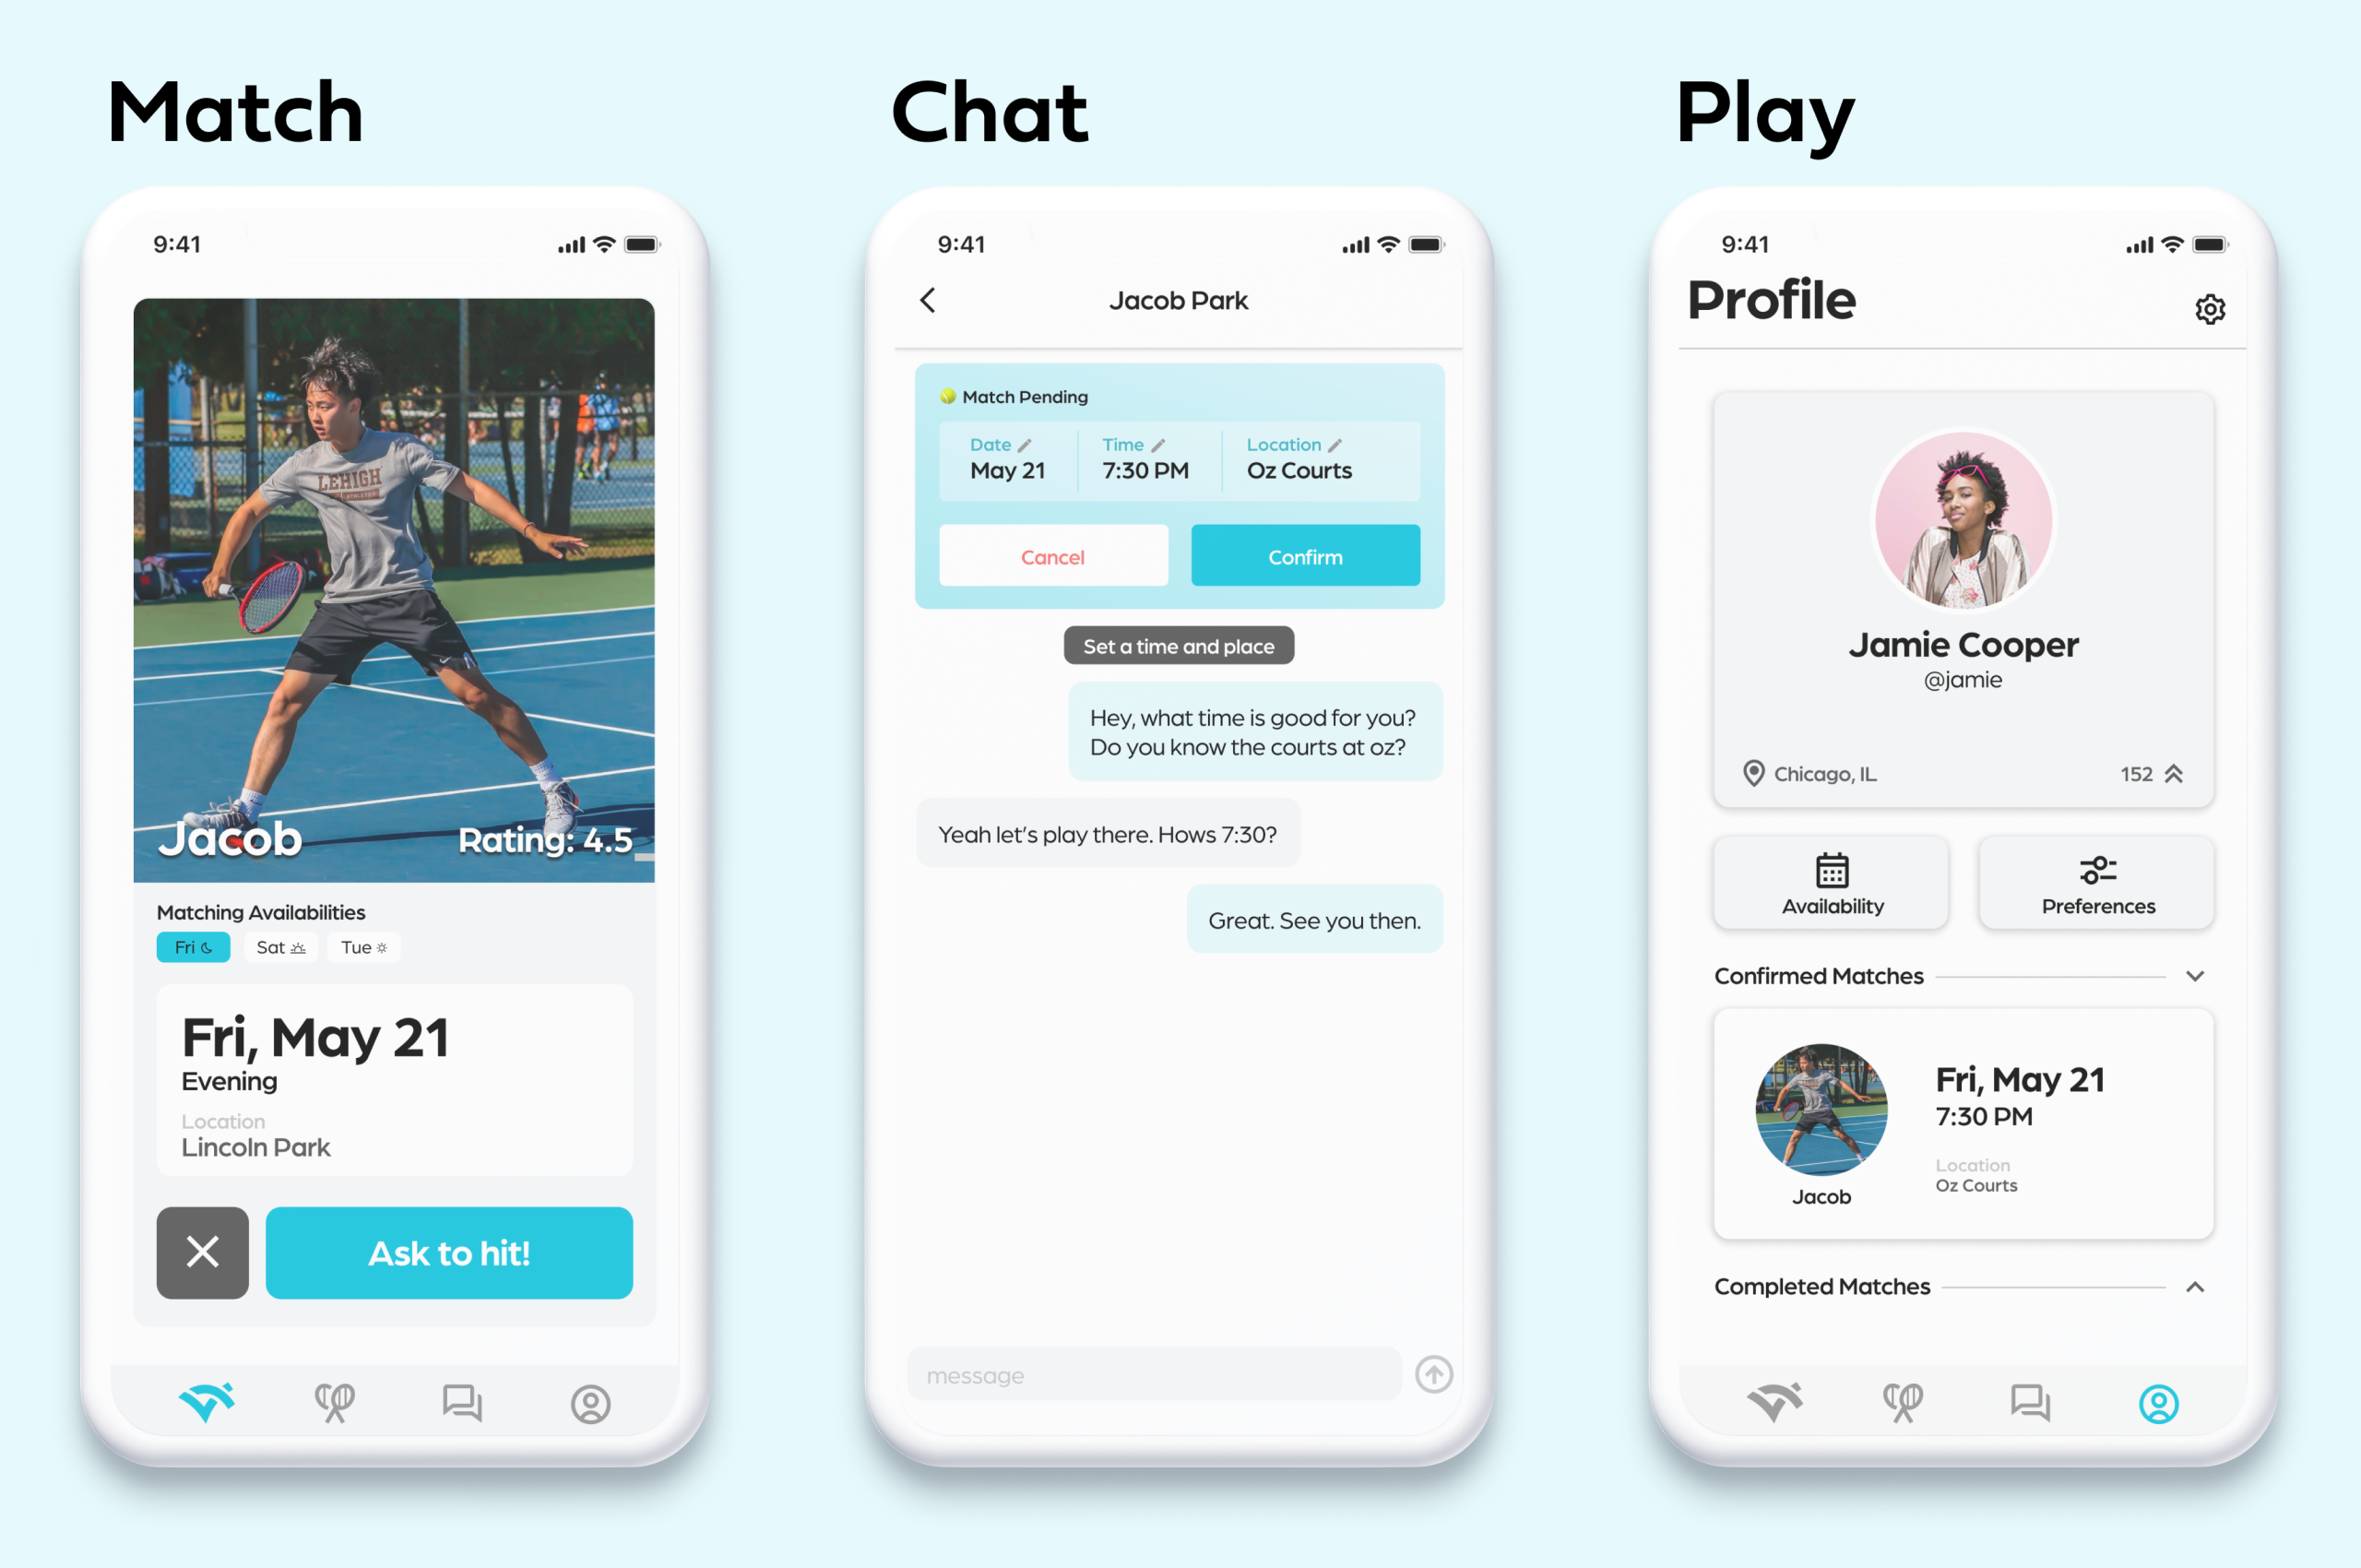 Match
9:41
LEHIGH
ATHLETICS
Jacob
Rating: 4.5
Matching Availabilities
Fri
Sat
Tue
Fri, May 21
Evening
Location
Lincoln Park
Ask to hit!
Chat
9:41
Jacob Park
Match Pending
Date
May 21
Time
7:30 PM
Location
Oz Courts
Cancel
Confirm
Set a time and place
Hey, what time is good for you?
Do you know the courts at oz?
Yeah let's play there. Hows 7:30?
Great. See you then.
message
Play
9:41
Profile
Jamie Cooper
@jamie
Chicago, IL
152
Availability
Preferences
Confirmed Matches
Fri, May 21
7:30 PM
Location
Oz Courts
Jacob
Completed Matches